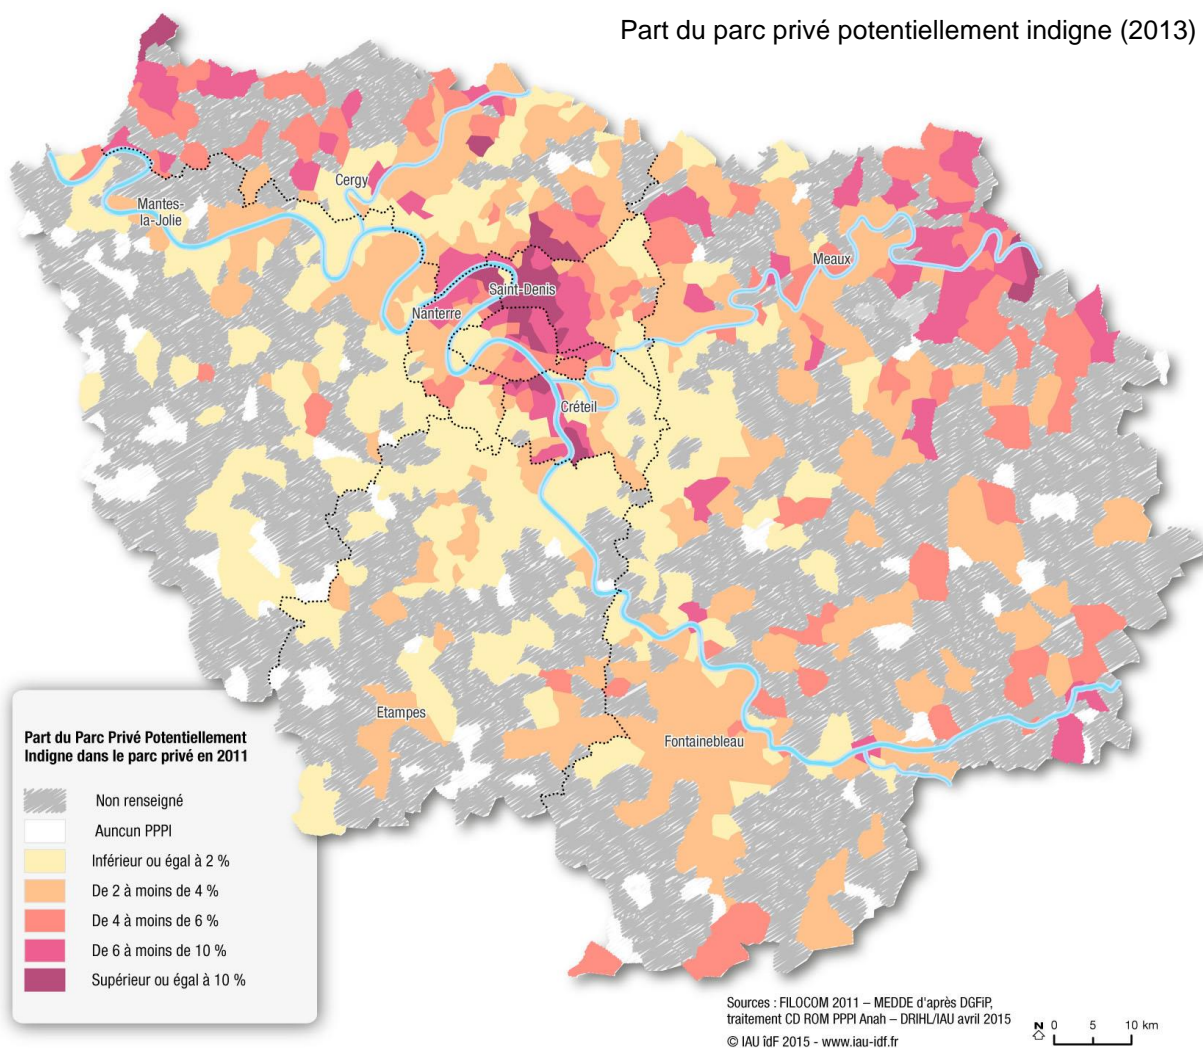 Part du parc privé potentiellement indigne (2013)
Cergy
Mantes-
la-Jolie
Meaux
Saint-Denis
Nanterre
Créteil
Etampes
Fontainebleau
Part du Parc Privé Potentiellement
Indigne dans le parc privé en 2011
Non renseigné
Auncun PPPI
Inférieur ou égal à 2 %
De 2 à moins de 4 %
De 4 à moins de 6 %
De 6 à moins de 10 %
Supérieur ou égal à 10 %
Sources : FILOCOM 2011 – MEDDE d'après DGFiP,
traitement CD ROM PPPI Anah – DRIHL/IAU avril 2015
© IAU îdF 2015 - www.iau-idf.fr
N 0 5 10 km